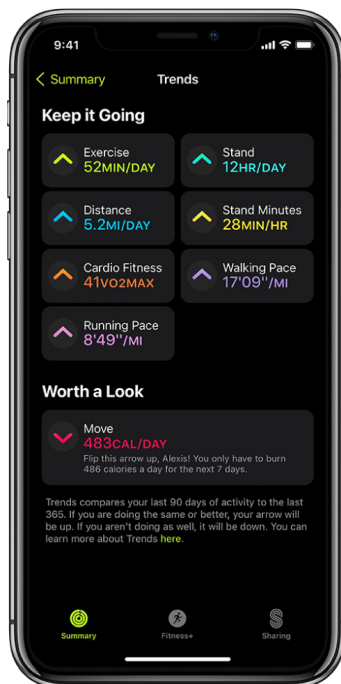 9:41
Summary
Trends
Keep it Going
Exercise
52MIN/DAY
Stand
12HR/DAY
Distance
5.2MI/DAY
Stand Minutes
28MIN/HR
Cardio Fitness
41VO2MAX
Walking Pace
17'09"/MI
Running Pace
8'49"/MI
Worth a Look
Move
483CAL/DAY
Flip this arrow up, Alexis! You only have to burn
486 calories a day for the next 7 days.
Trends compares your last 90 days of activity to the last
365. If you are doing the same or better, your arrow will
be up. If you aren't doing as well, it will be down. You can
learn more about Trends here.
Summary
Fitness+
Sharing